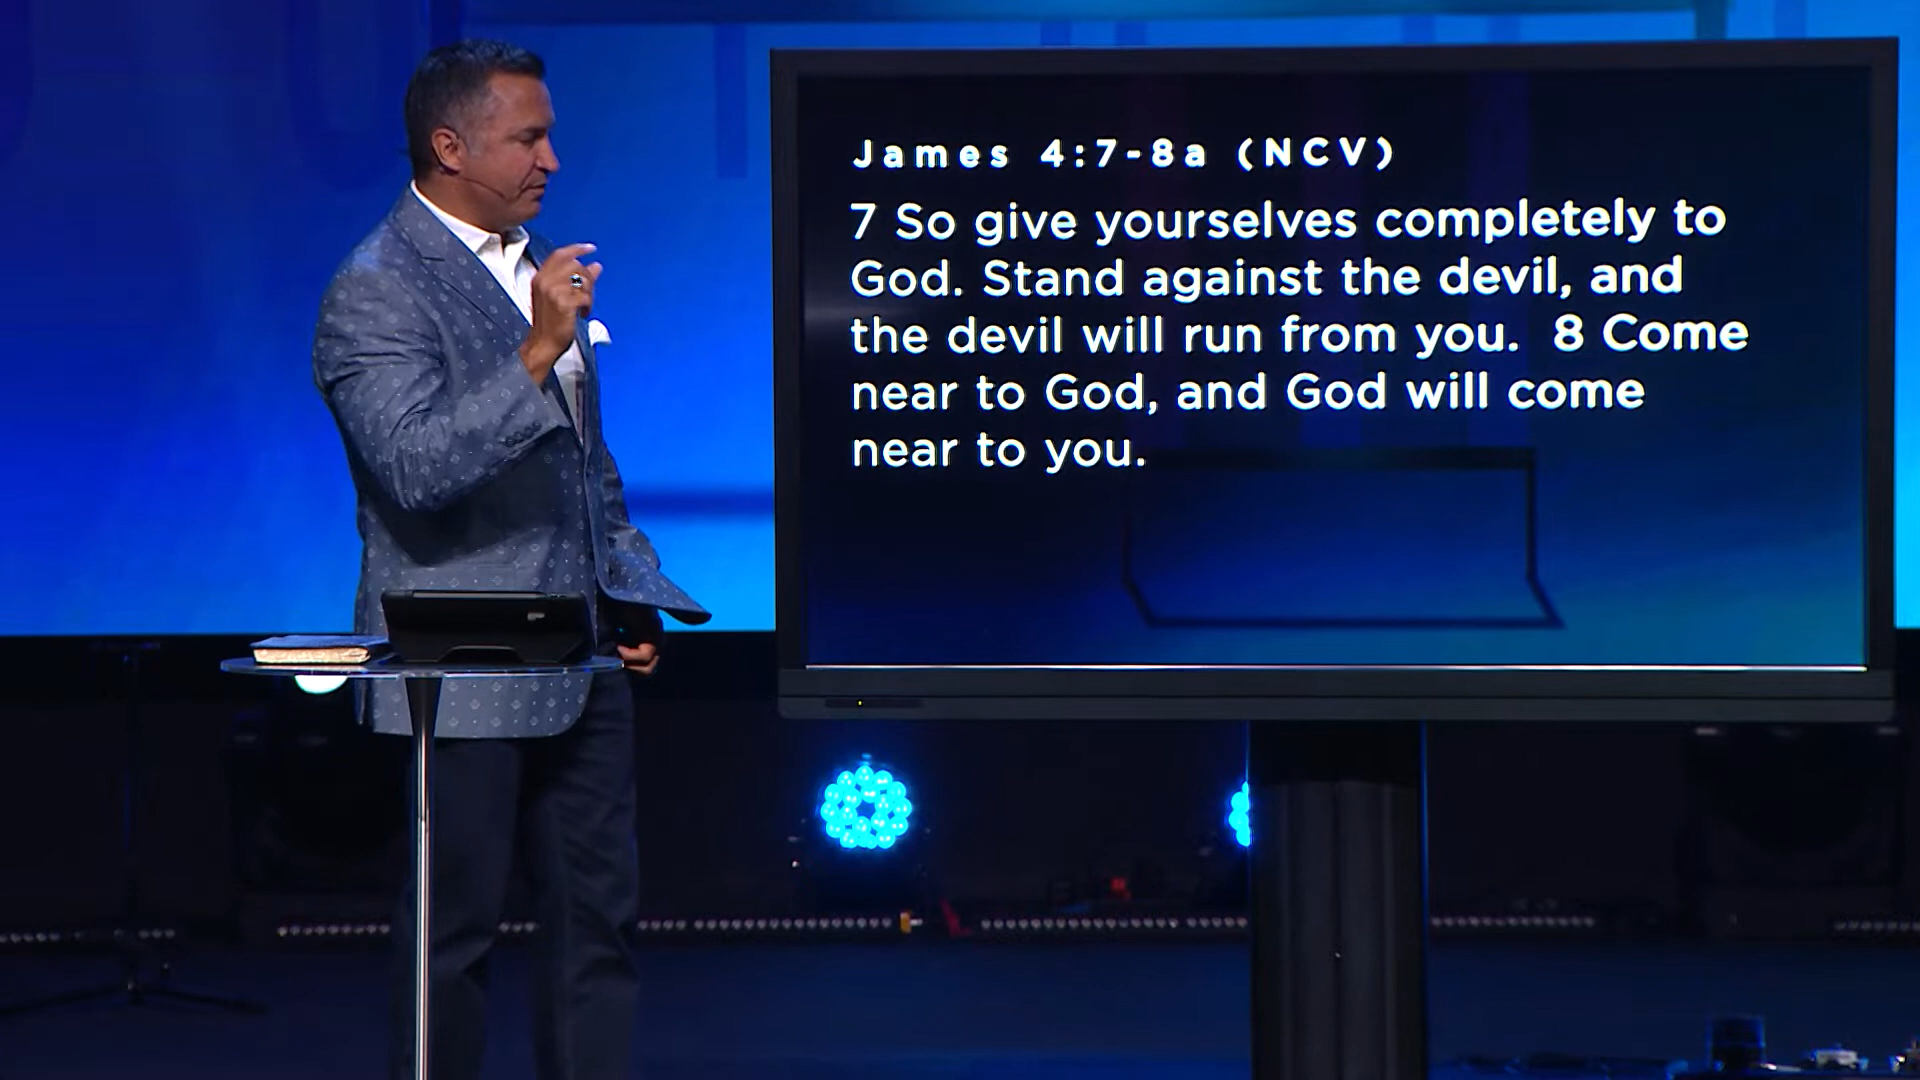 James 4:7-8a (NCV)
7 So give yourselves completely to
God. Stand against the devil, and
the devil will run from you.  8 Come
near to God, and God will come
near to you.